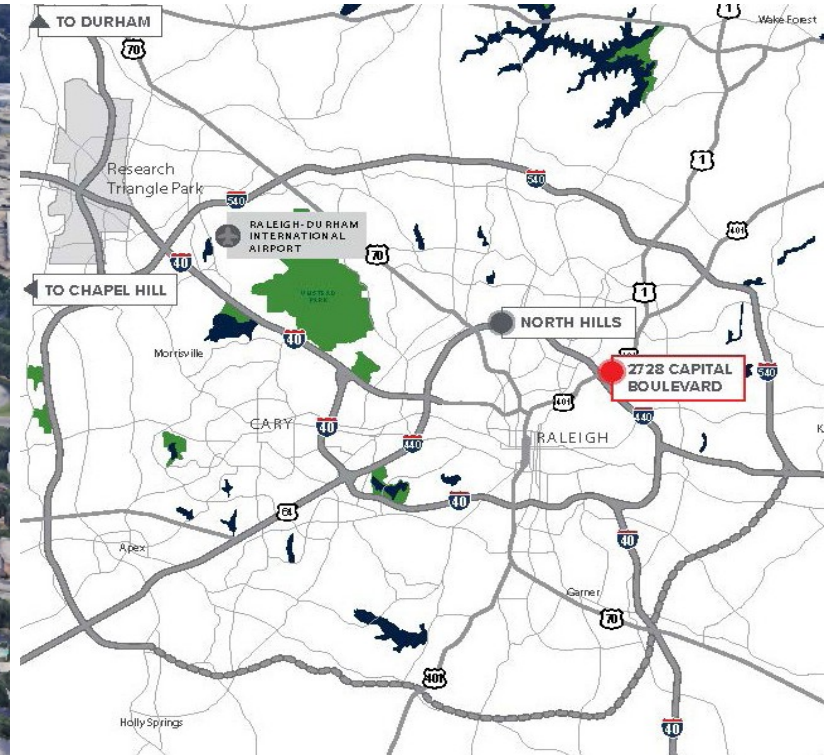 TO DURHAM
70
1
Wake Forest
Research
Triangle Park
540
540
1
RALEIGH-DURHAM
INTERNATIONAL
AIRPORT
401
70
40
TO CHAPEL HILL
1
NORTH HILLS
40
Morrisville
2728 CAPITAL
BOULEVARD
540
401
440
CARY
40
440
RALEIGH
40
64
40
Apex
Garner
70
401
Holly Springs
40